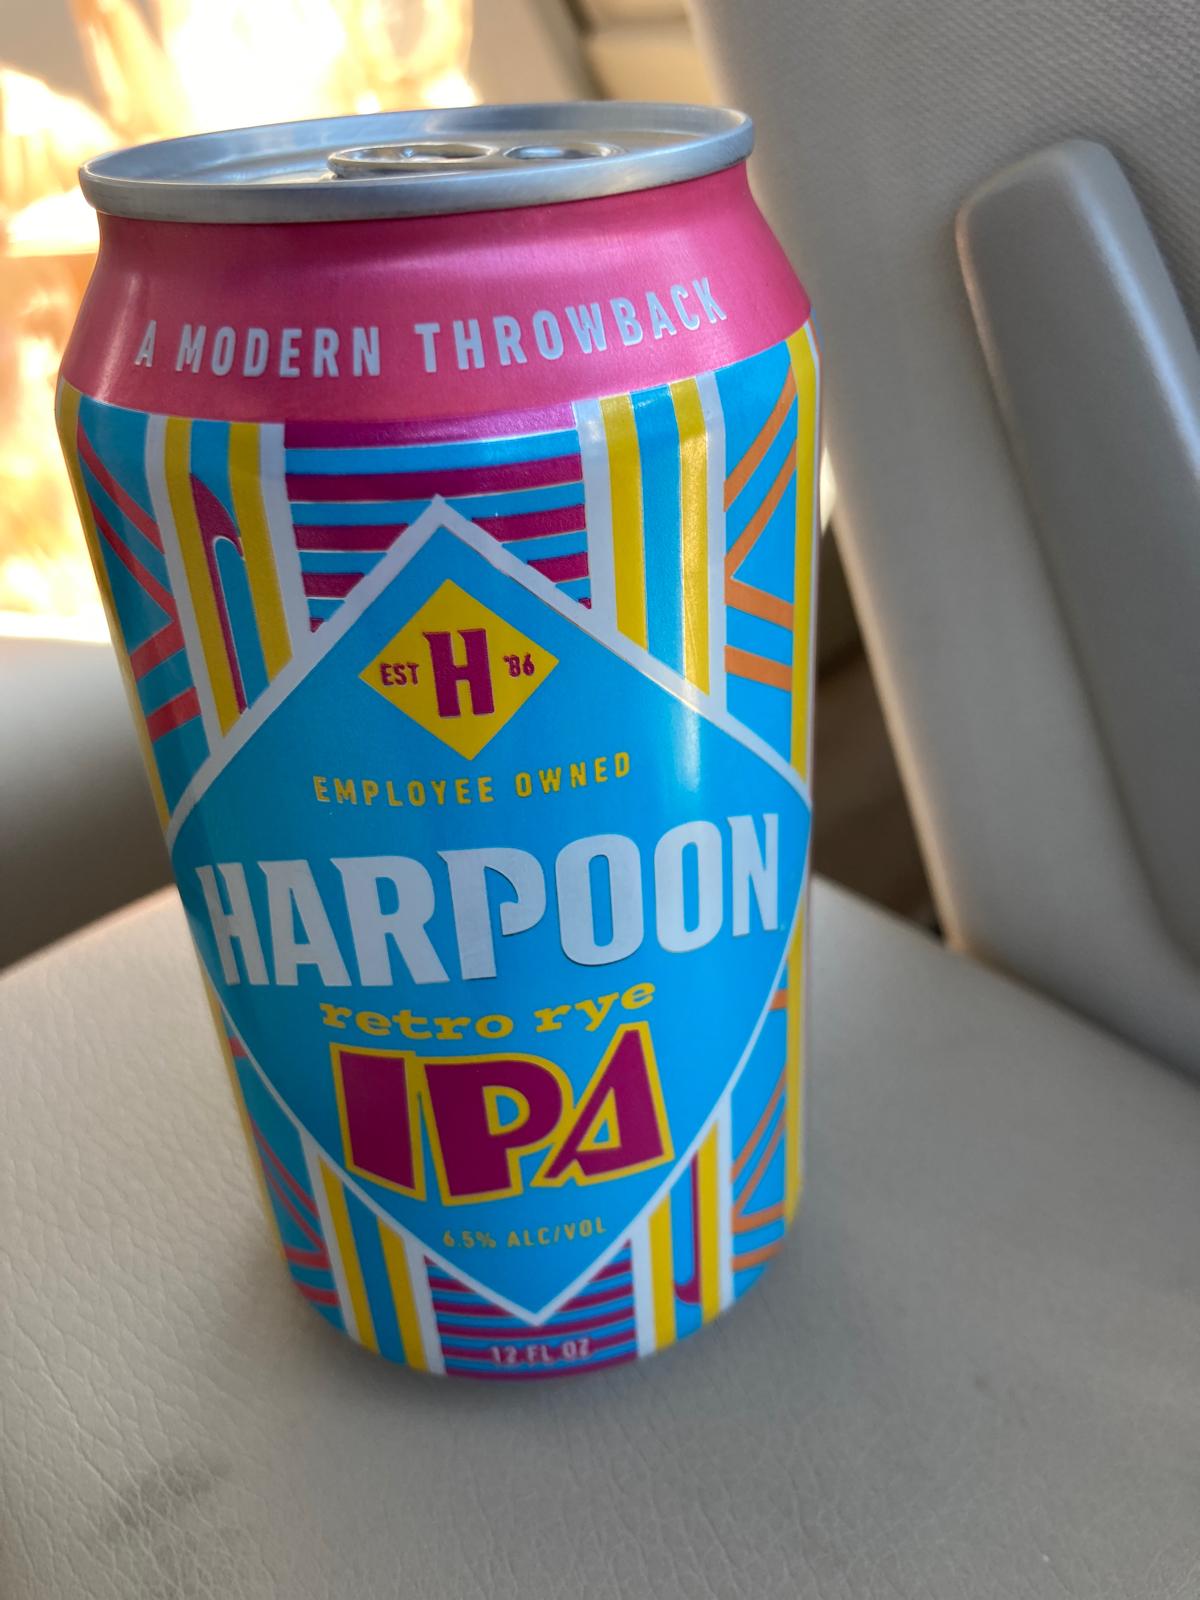 A MODERN THROWBACK
EST H '86
EMPLOYEE OWNED
HARPOON
retro rye
IPA
6.5% ALC/VOL
12 FL OZ